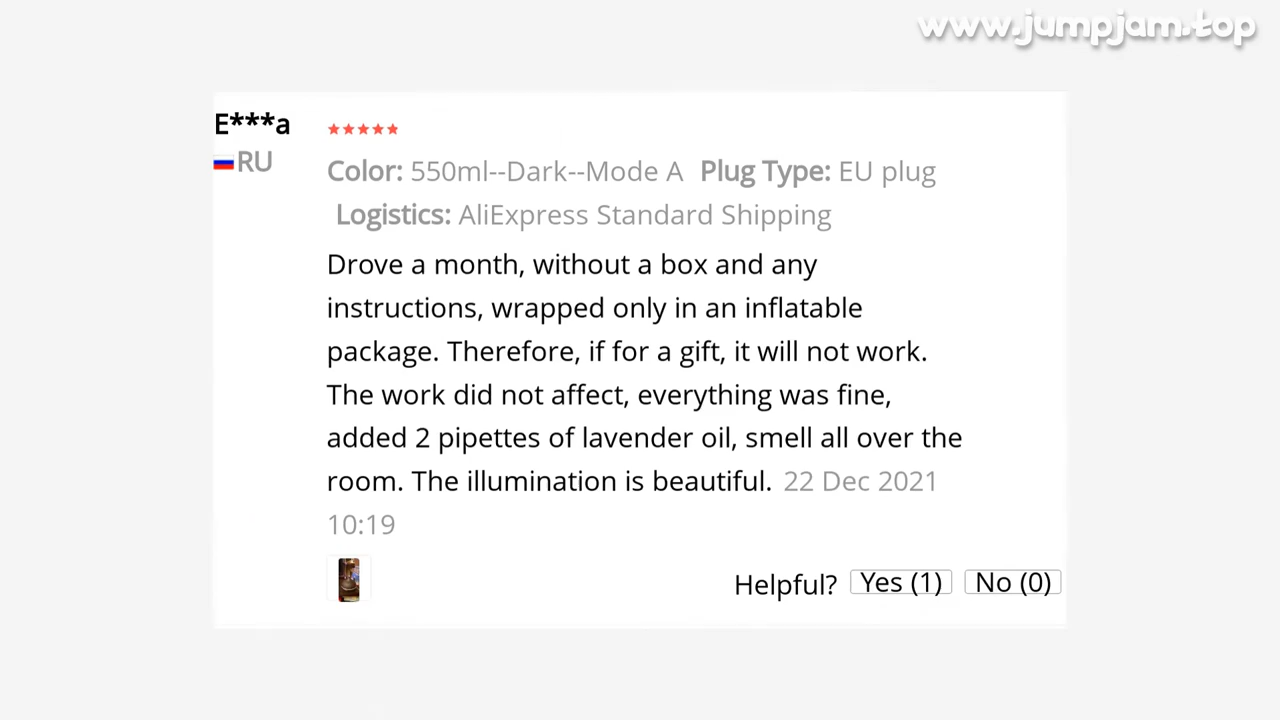 www.jumpjam.top
E***a
RU
Color: 550ml--Dark--Mode A Plug Type: EU plug
Logistics: AliExpress Standard Shipping
Drove a month, without a box and any
instructions, wrapped only in an inflatable
package. Therefore, if for a gift, it will not work.
The work did not affect, everything was fine,
added 2 pipettes of lavender oil, smell all over the
room. The illumination is beautiful. 22 Dec 2021
10:19
Helpful? Yes (1) No (0)